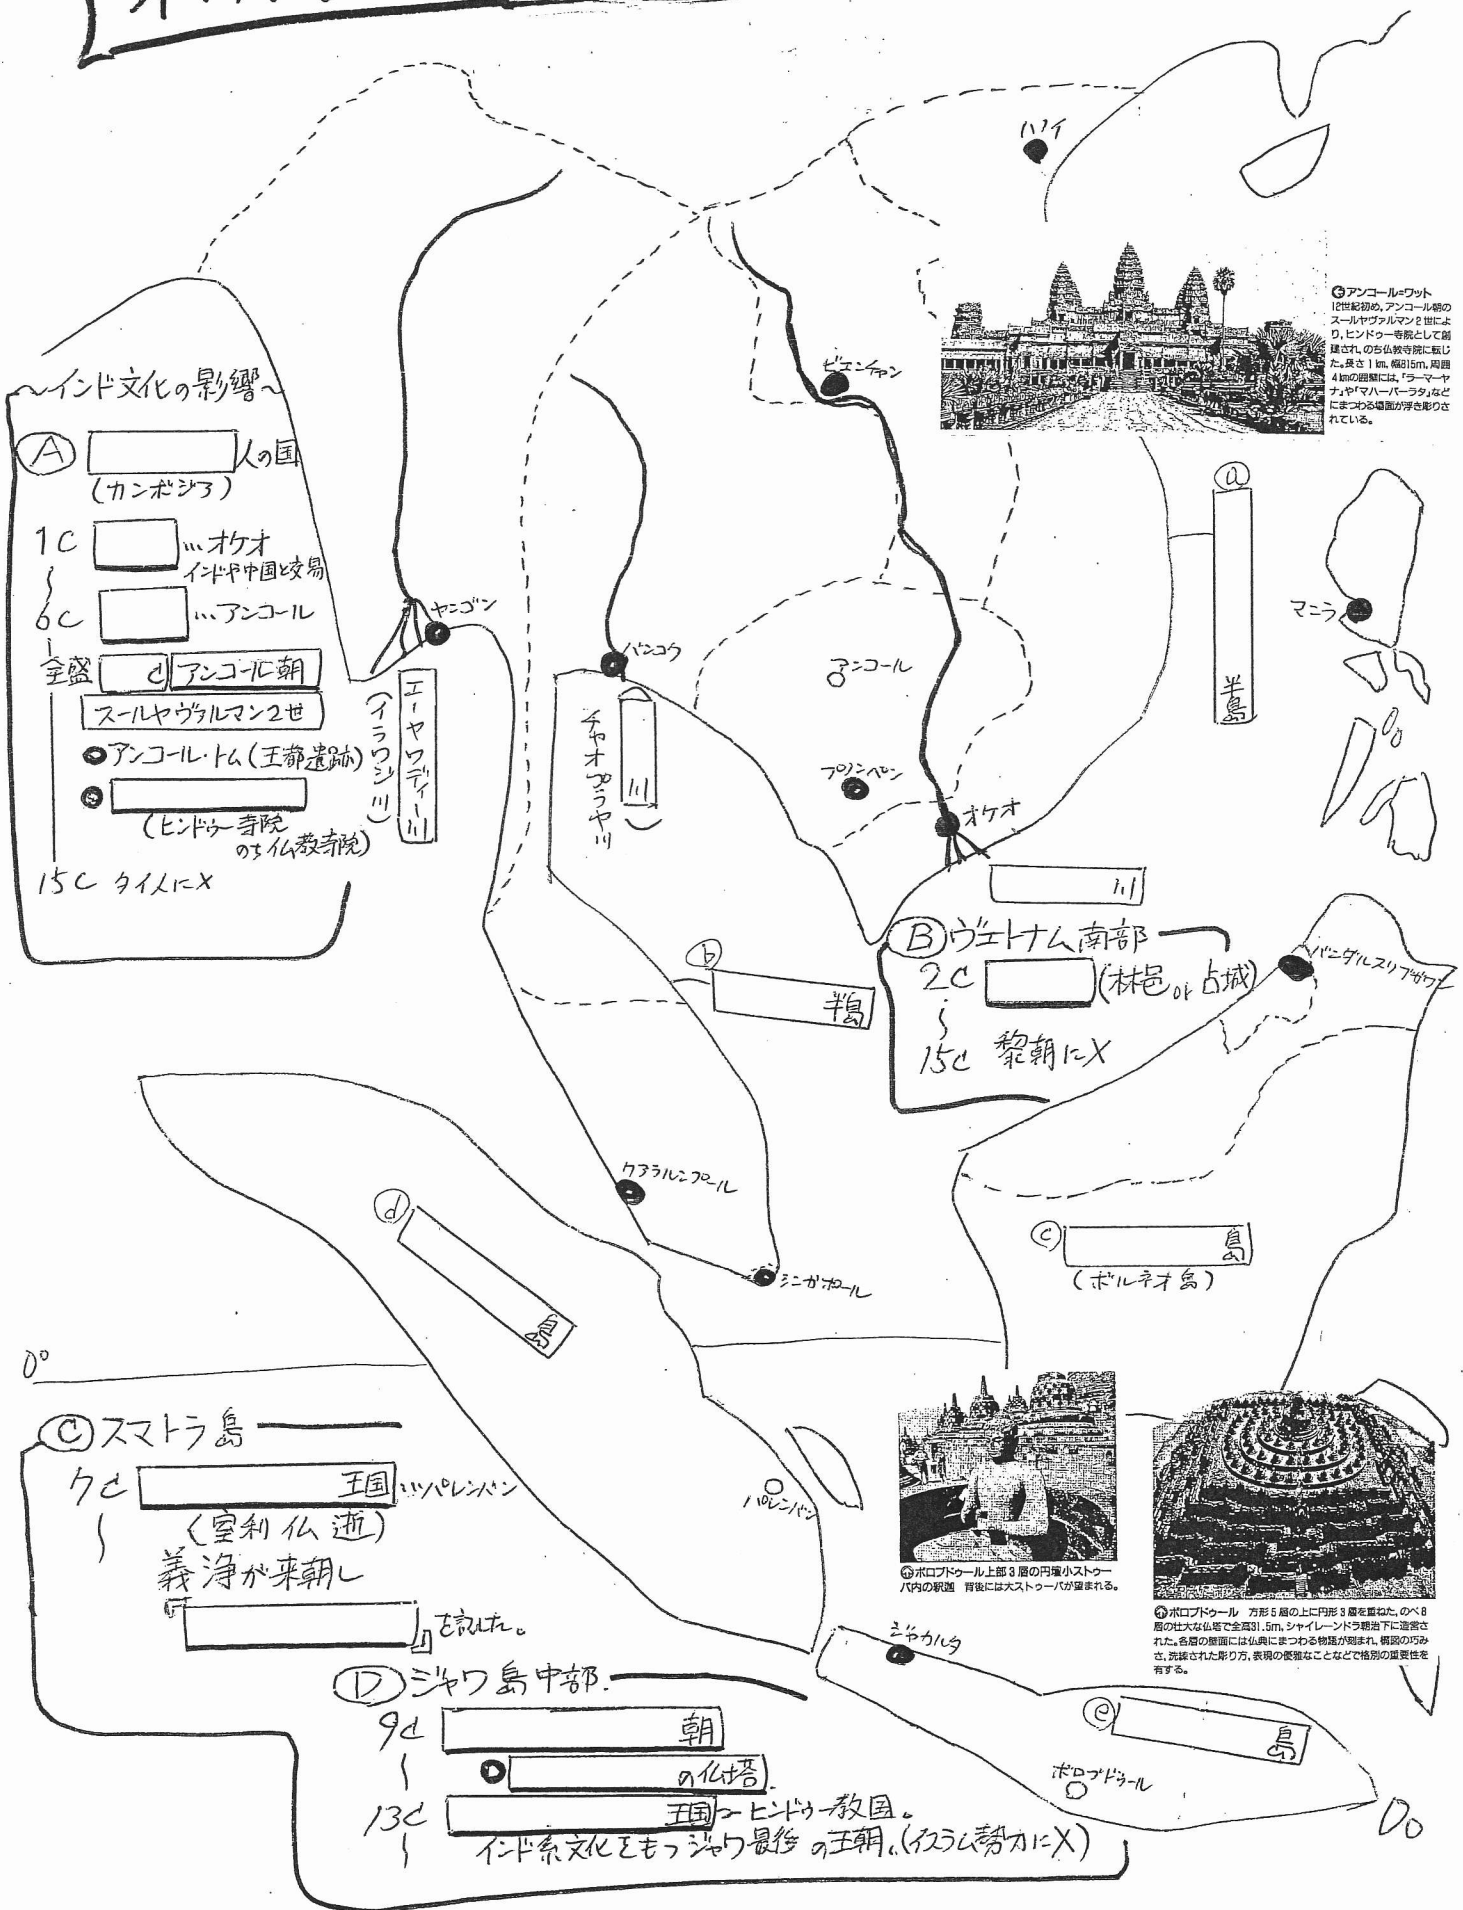 ハノイ
アンコール=ワット
12世紀初め,アンコール朝の
スールヤヴァルマン2世によ
り,ヒンドゥー寺院として創
建され,のち仏教寺院に転じ
た。長さ1km,幅815m,周囲
4kmの回壁には,「ラーマーヤ
ナ」や「マハーバーラタ」など
にまつわる場面が浮き彫りさ
れている。
ビエンチャン
~インド文化の影響~
Ⓐ 人の国
(カンボジア)
1C …オケオ
インドや中国と交易
6C …アンコール
全盛 C アンコール朝
スールヤヴァルマン2世
アンコール・トム(王都遺跡)
(ヒンドゥー寺院
のち仏教寺院)
15C タイ人にX
ヤンゴン
エーヤワディー川
(イラワジ川)
バンコク
川
チャオプラヤ川
アンコール
プノンペン
オケオ
川
ⓐ 半島
マニラ
ⓑ 半島
Ⓑヴェトナム南部
2C (林邑 or 占城)
15C 黎朝にX
バンダルスリブガワン
クアラルンプール
シンガポール
ⓒ 島
(ボルネオ島)
ⓓ 島
0°
Ⓒスマトラ島
7C 王国…パレンバン
(室利仏逝)
義浄が来朝し
『 』を記した。
パレンバン
ボロブドゥール上部3層の円壇小ストゥー
パ内の釈迦 背後には大ストゥーパが望まれる。
ボロブドゥール 方形5層の上に円形3層を重ねた,のべ8
層の壮大な仏塔で全高31.5m,シャイレーンドラ朝治下に造営さ
れた。各層の壁面には仏典にまつわる物語が刻まれ,構図の巧み
さ,洗練された彫り方,表現の優雅なことなどで格別の重要性を
有する。
ジャカルタ
ⓔ 島
ボロブドゥール
Ⓓジャワ島中部
9C 朝
の仏塔
13C 王国 ヒンドゥー教国。
インド系文化をもつジャワ最後の王朝。(イスラム勢力にX)